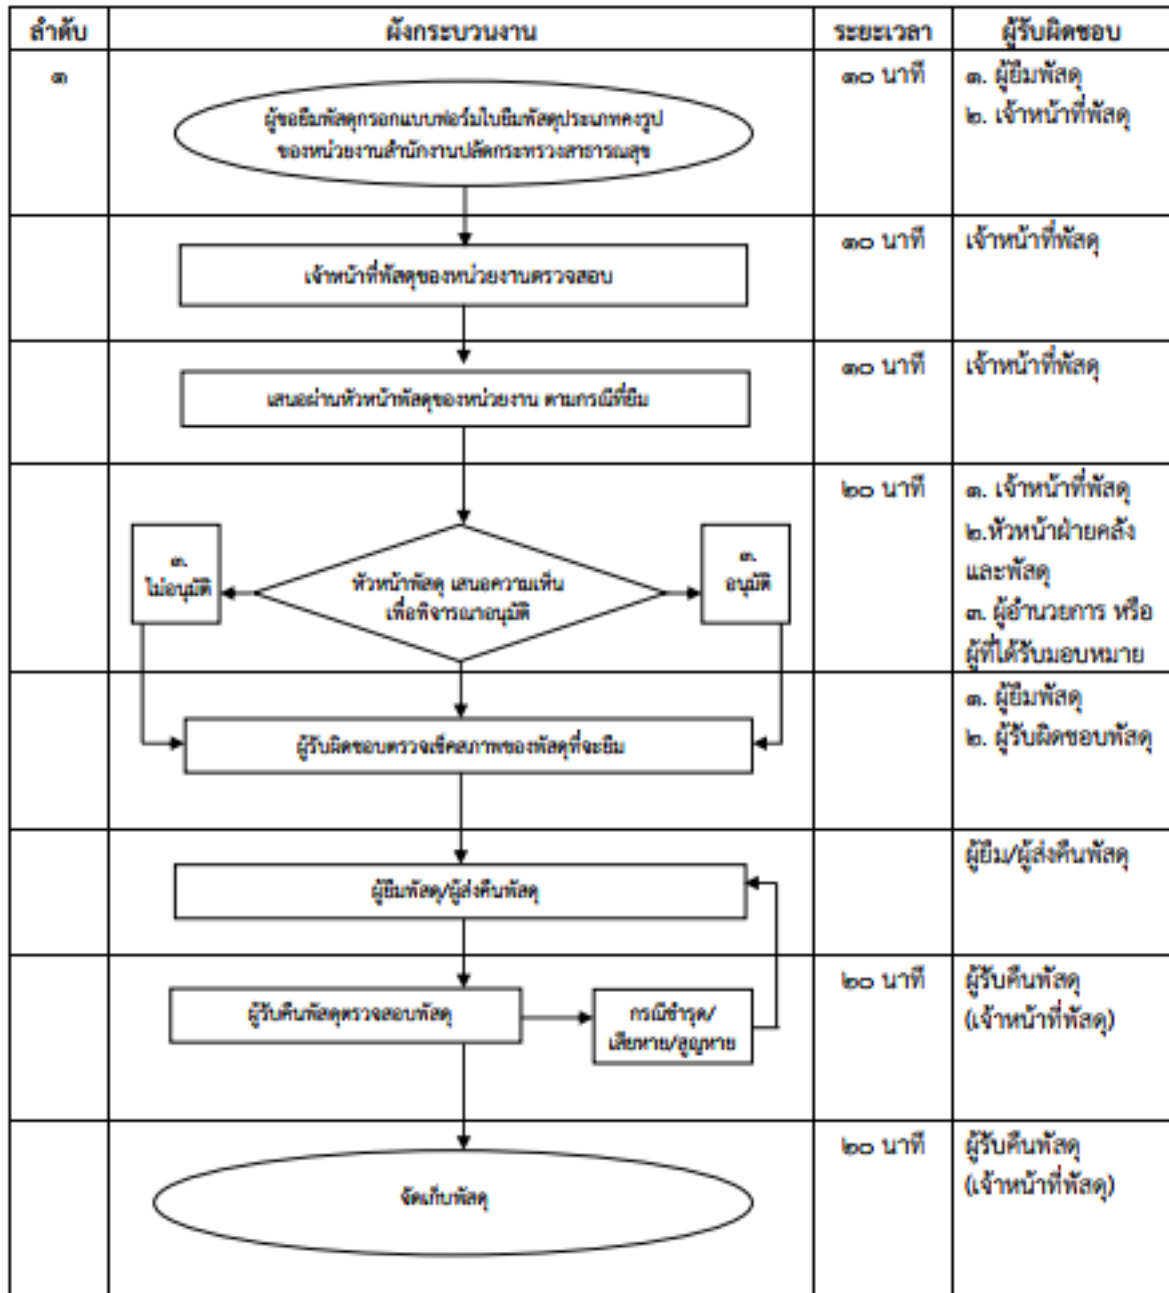 ลำดับ
ผังกระบวนงาน
ระยะเวลา
ผู้รับผิดชอบ
๑
ผู้ขอยืมพัสดุกรอกแบบฟอร์มใบยืมพัสดุประเภทคงรูป
ของหน่วยงานสำนักงานปลัดกระทรวงสาธารณสุข
๑๐ นาที
๑. ผู้ยืมพัสดุ
๒. เจ้าหน้าที่พัสดุ
เจ้าหน้าที่พัสดุของหน่วยงานตรวจสอบ
๑๐ นาที
เจ้าหน้าที่พัสดุ
เสนอผ่านหัวหน้าพัสดุของหน่วยงาน ตามกรณีที่ยืม
๑๐ นาที
เจ้าหน้าที่พัสดุ
๓.
ไม่อนุมัติ
หัวหน้าพัสดุ เสนอความเห็น
เพื่อพิจารณาอนุมัติ
๓.
อนุมัติ
๒๐ นาที
๑. เจ้าหน้าที่พัสดุ
๒.หัวหน้าฝ่ายคลัง
และพัสดุ
๓. ผู้อำนวยการ หรือ
ผู้ที่ได้รับมอบหมาย
ผู้รับผิดชอบตรวจเช็คสภาพของพัสดุที่จะยืม
๑. ผู้ยืมพัสดุ
๒. ผู้รับผิดชอบพัสดุ
ผู้ยืมพัสดุ/ผู้ส่งคืนพัสดุ
ผู้ยืม/ผู้ส่งคืนพัสดุ
ผู้รับคืนพัสดุตรวจสอบพัสดุ
กรณีชำรุด/
เสียหาย/สูญหาย
๒๐ นาที
ผู้รับคืนพัสดุ
(เจ้าหน้าที่พัสดุ)
จัดเก็บพัสดุ
๒๐ นาที
ผู้รับคืนพัสดุ
(เจ้าหน้าที่พัสดุ)